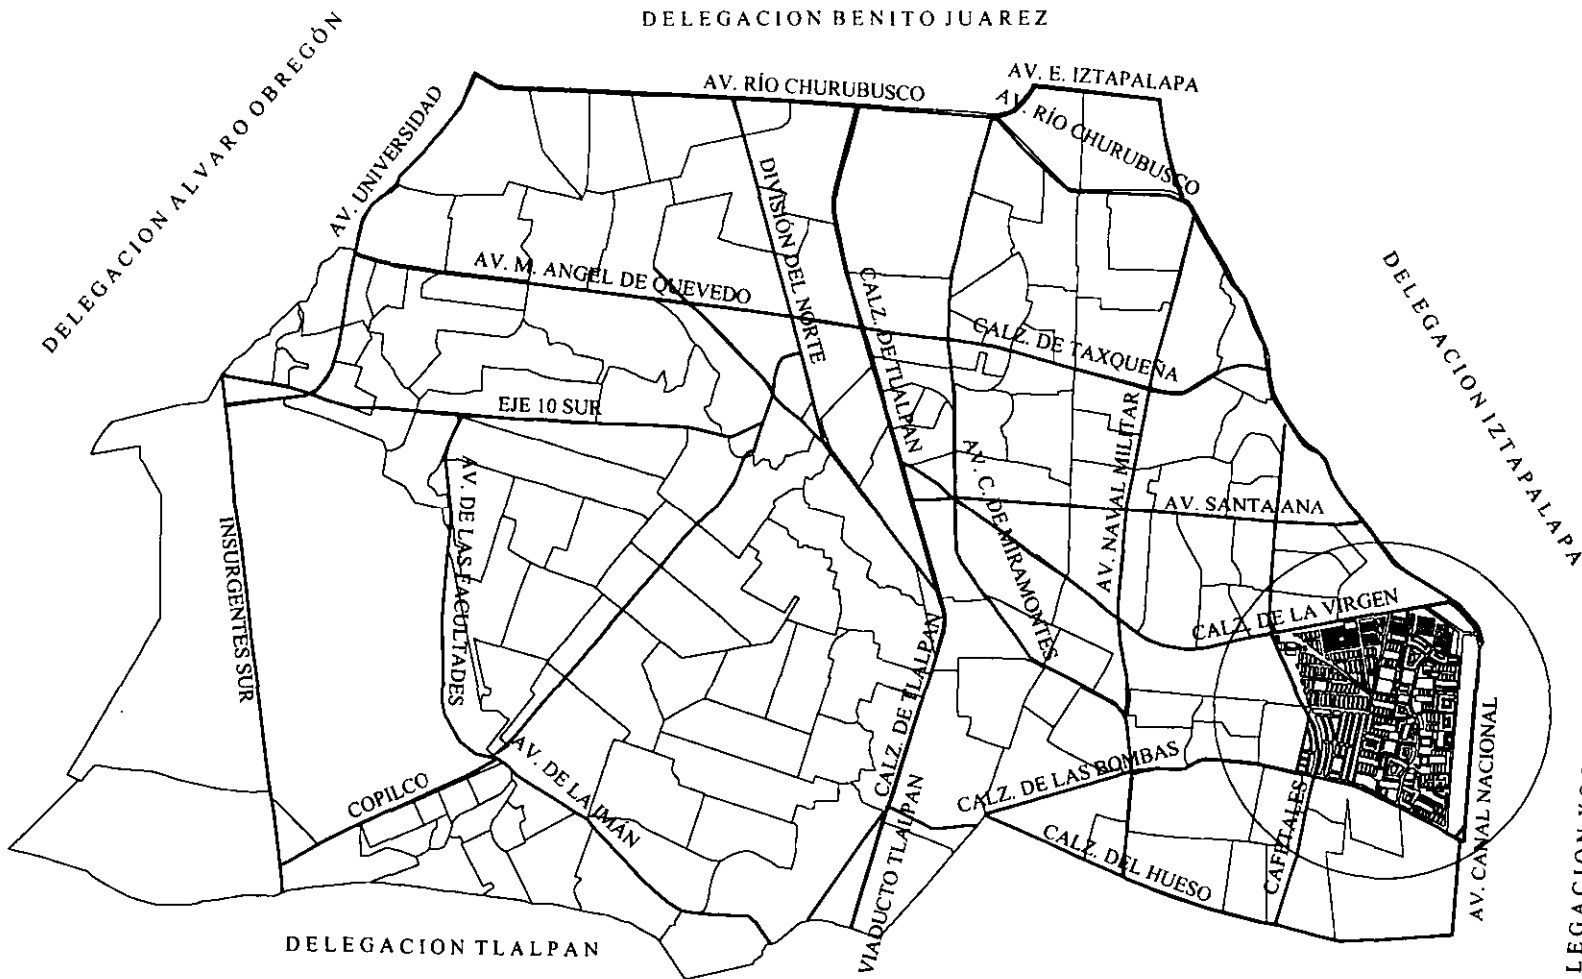 DELEGACION BENITO JUAREZ
DELEGACION ALVARO OBREGÓN
AV. UNIVERSIDAD
AV. RÍO CHURUBUSCO
AV. E. IZTAPALAPA
AV. RÍO CHURUBUSCO
DIVISIÓN DEL NORTE
AV. M. ANGEL DE QUEVEDO
CALZ. DE TLALPAN
CALZ. DE TAXQUEÑA
DELEGACION IZTAPALAPA
EJE 10 SUR
AV. DE LAS FACULTADES
AV. C. DE MIRAMONTES
AV. NAVAL MILITAR
AV. SANTA ANA
INSURGENTES SUR
CALZ. DE LA VIRGEN
CALZ. DE TLALPAN
AV. DE LA IMÁN
COPILCO
CALZ. DE LAS BOMBAS
CAFETALES
AV. CANAL NACIONAL
CALZ. DEL HUESO
VIADUCTO TLALPAN
DELEGACION TLALPAN